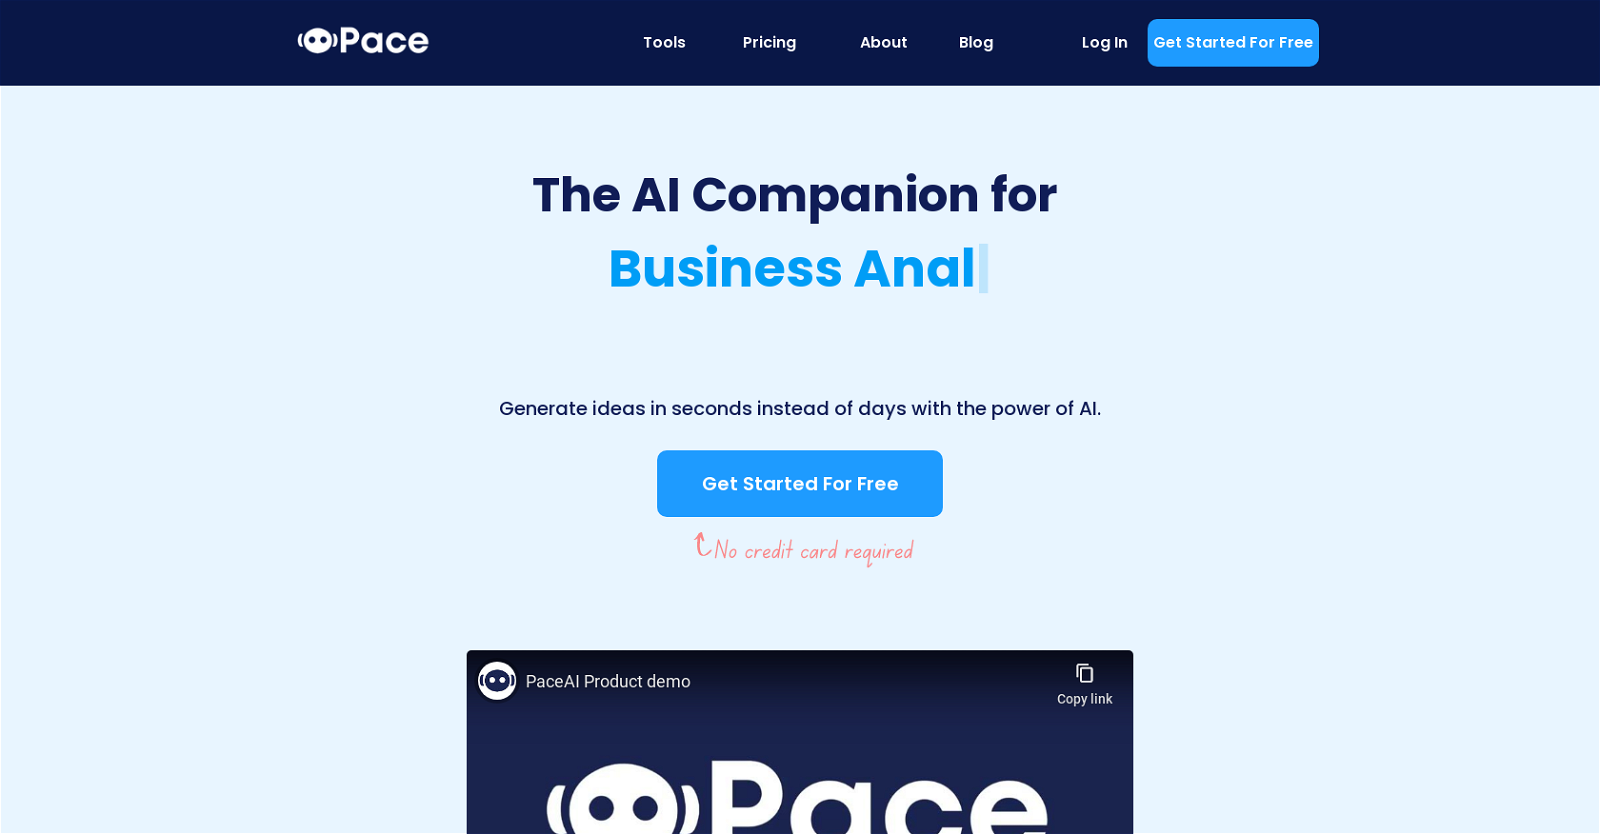 Pace
Tools
Pricing
About
Blog
Log In
Get Started For Free
The AI Companion for
Business Anal
Generate ideas in seconds instead of days with the power of AI.
Get Started For Free
No credit card required
PaceAI Product demo
Copy link
Pace